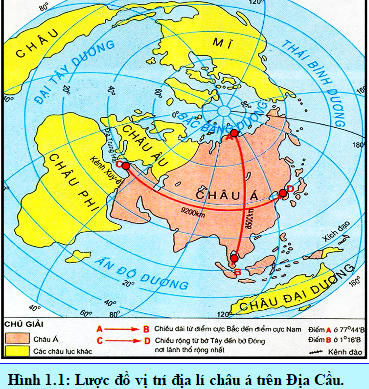 80°
CHÂU
MĨ
THÁI BÌNH DƯƠNG
ĐẠI TÂY DƯƠNG
BẮC BĂNG DƯƠNG
CHÂU ÂU
Kênh Xuy-ê
CHÂU PHI
CHÂU Á
C
D
9200km
8500km
B
Xích đạo
ẤN ĐỘ DƯƠNG
CHÂU ĐẠI DƯƠNG
180°
CHÚ GIẢI
Châu Á
Các châu lục khác
A → B Chiều dài từ điểm cực Bắc đến điểm cực Nam
C → D Chiều rộng từ bờ Tây đến bờ Đông nơi lãnh thổ rộng nhất
Điểm A ở 77°44'B
Điểm B ở 1°16'B
Kênh đào
Hình 1.1: Lược đồ vị trí địa lí châu á trên Địa Cầu.